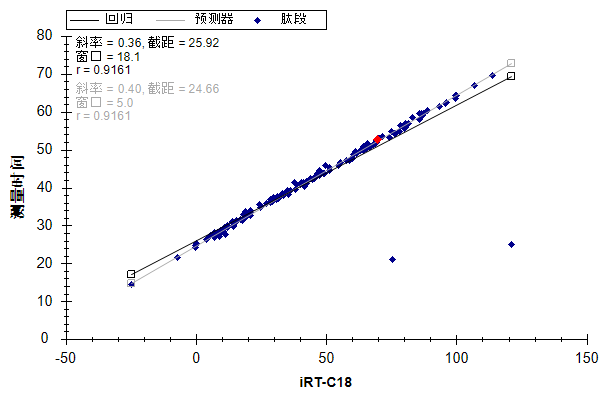 回归 预测器 肽段
斜率 = 0.36, 截距 = 25.92
窗口 = 18.1
r = 0.9161
斜率 = 0.40, 截距 = 24.66
窗口 = 5.0
r = 0.9161
80
70
60
50
40
30
20
10
0
测量时间
-50 0 50 100 150
iRT-C18